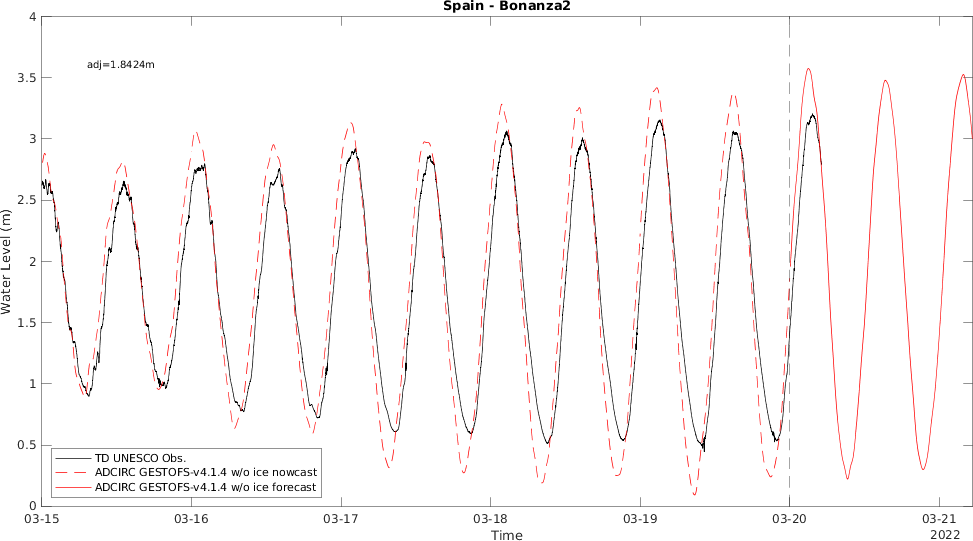 Spain - Bonanza2
4
3.5
3
2.5
2
1.5
1
0.5
0
Water Level (m)
adj=1.8424m
TD UNESCO Obs.
ADCIRC GESTOFS-v4.1.4 w/o ice nowcast
ADCIRC GESTOFS-v4.1.4 w/o ice forecast
03-15 03-16 03-17 03-18 03-19 03-20 03-21
Time 2022